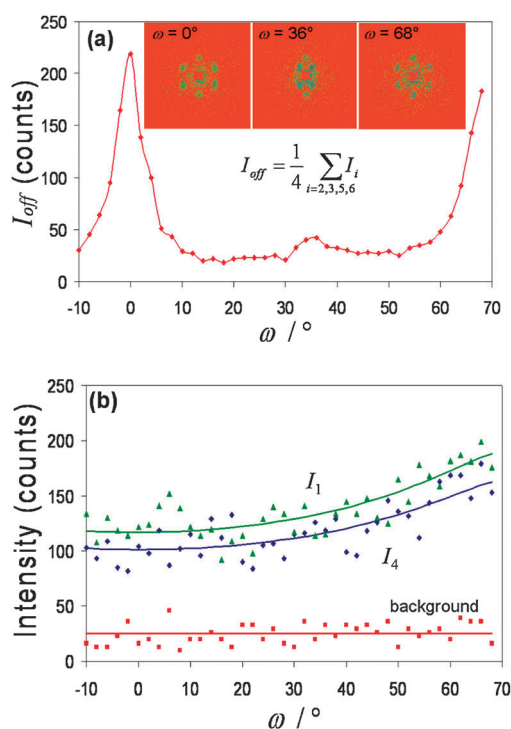 (a)
ω = 0°
ω = 36°
ω = 68°
I_off = 1/4 ∑ I_i
i=2,3,5,6
I_off (counts)
250
200
150
100
50
0
-10 0 10 20 30 40 50 60 70
ω / °
(b)
Intensity (counts)
250
200
150
100
50
0
I_1
I_4
background
-10 0 10 20 30 40 50 60 70
ω / °